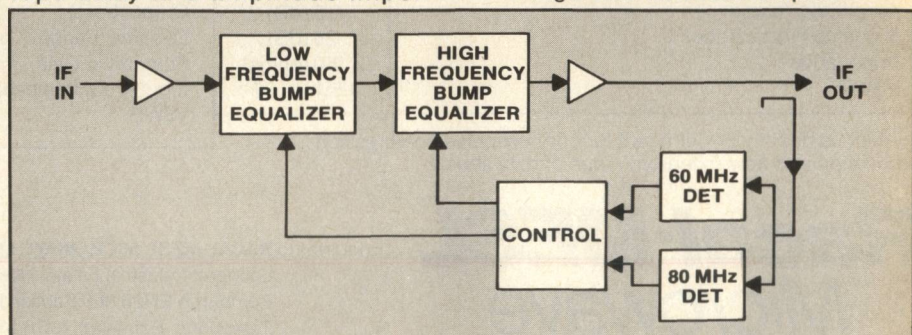 IF
IN
LOW
FREQUENCY
BUMP
EQUALIZER
HIGH
FREQUENCY
BUMP
EQUALIZER
IF
OUT
60 MHz
DET
CONTROL
80 MHz
DET